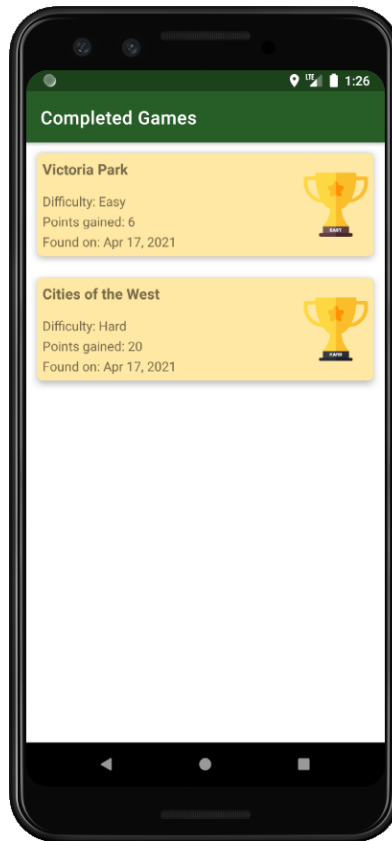 LTE 1:26
Completed Games
Victoria Park
Difficulty: Easy
Points gained: 6
Found on: Apr 17, 2021
EASY
Cities of the West
Difficulty: Hard
Points gained: 20
Found on: Apr 17, 2021
HARD